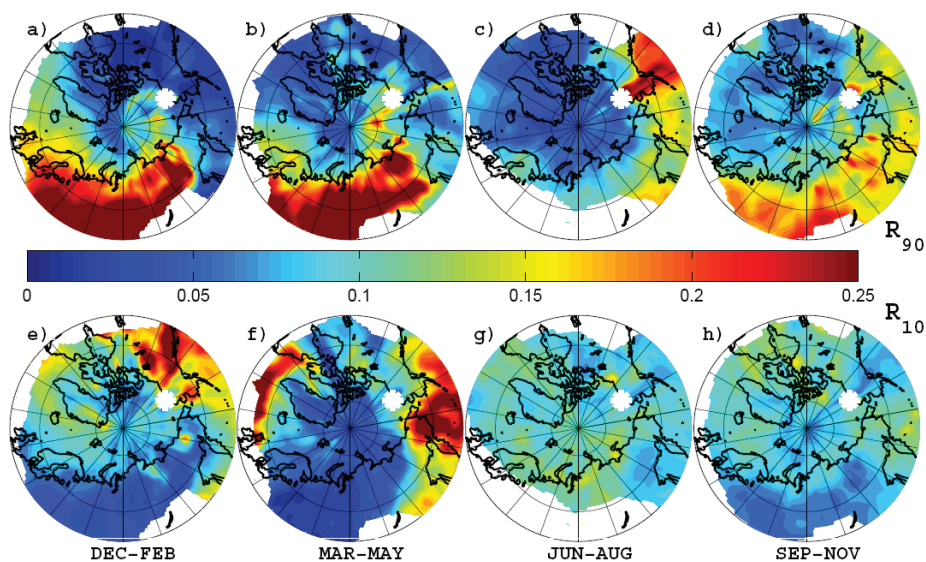 a) b) c) d)
R90
0 0.05 0.1 0.15 0.2 0.25
R10
e) f) g) h)
DEC-FEB MAR-MAY JUN-AUG SEP-NOV